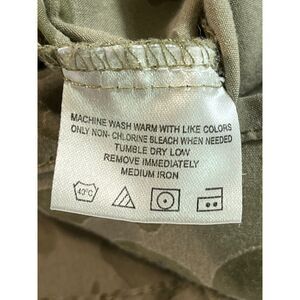 MACHINE WASH WARM WITH LIKE COLORS
ONLY NON- CHLORINE BLEACH WHEN NEEDED
TUMBLE DRY LOW
REMOVE IMMEDIATELY
MEDIUM IRON
40°C